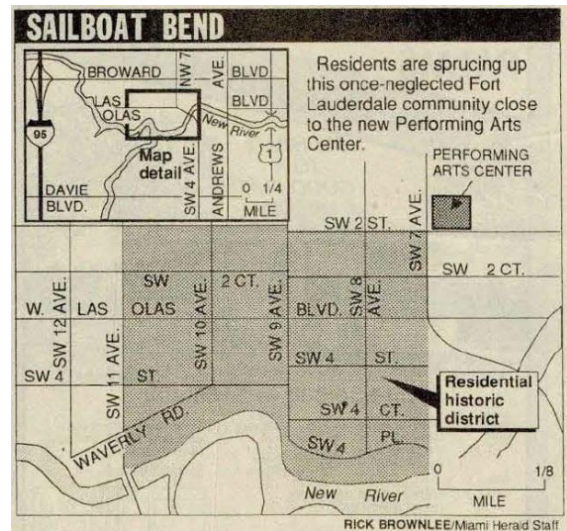 SAILBOAT BEND
Residents are sprucing up
this once-neglected Fort
Lauderdale community close
to the new Performing Arts
Center.
BROWARD
NW 7
AVE.
BLVD
LAS
OLAS
BLVD
New River
95
Map
detail
1
SW 4 AVE.
ANDREWS
DAVIE
BLVD.
0 1/4
MILE
PERFORMING
ARTS CENTER
SW 2 ST.
SW 7 AVE.
SW 2 CT.
SW 2 CT.
W. LAS OLAS BLVD.
SW 12 AVE.
SW 11 AVE.
SW 10 AVE.
SW 9 AVE.
SW 8 AVE.
SW 4 ST.
SW 4 ST.
Residential
historic
district
SW 4 CT.
SW 4 PL.
WAVERLY RD.
New River
0 1/8
MILE
RICK BROWNLEE/Miami Herald Staff